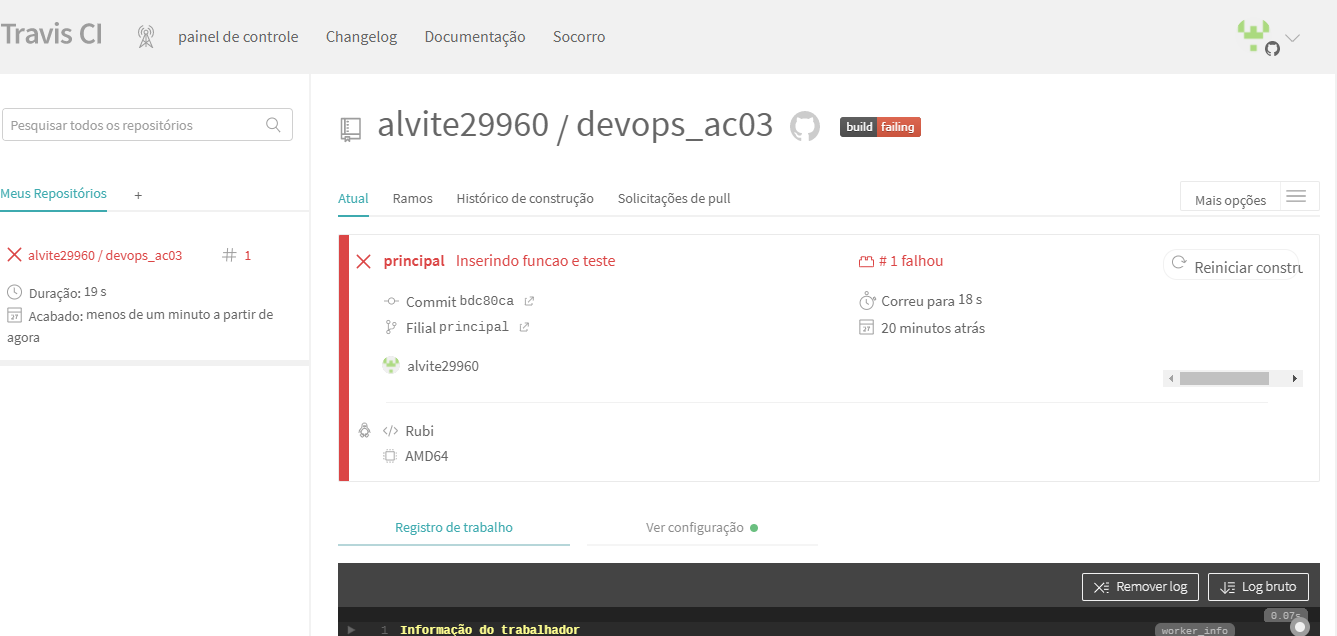 Travis CI
painel de controle
Changelog
Documentação
Socorro
Pesquisar todos os repositórios
Meus Repositórios +
alvite29960 / devops_ac03 # 1
Duração: 19 s
Acabado: menos de um minuto a partir de
agora
alvite29960 / devops_ac03
build failing
Atual
Ramos
Histórico de construção
Solicitações de pull
Mais opções
principal Inserindo funcao e teste
Commit bdc80ca
Filial principal
alvite29960
# 1 falhou
Correu para 18 s
20 minutos atrás
Reiniciar constru
Rubi
AMD64
Registro de trabalho
Ver configuração
Remover log
Log bruto
1 Informação do trabalhador
worker_info
0.07s